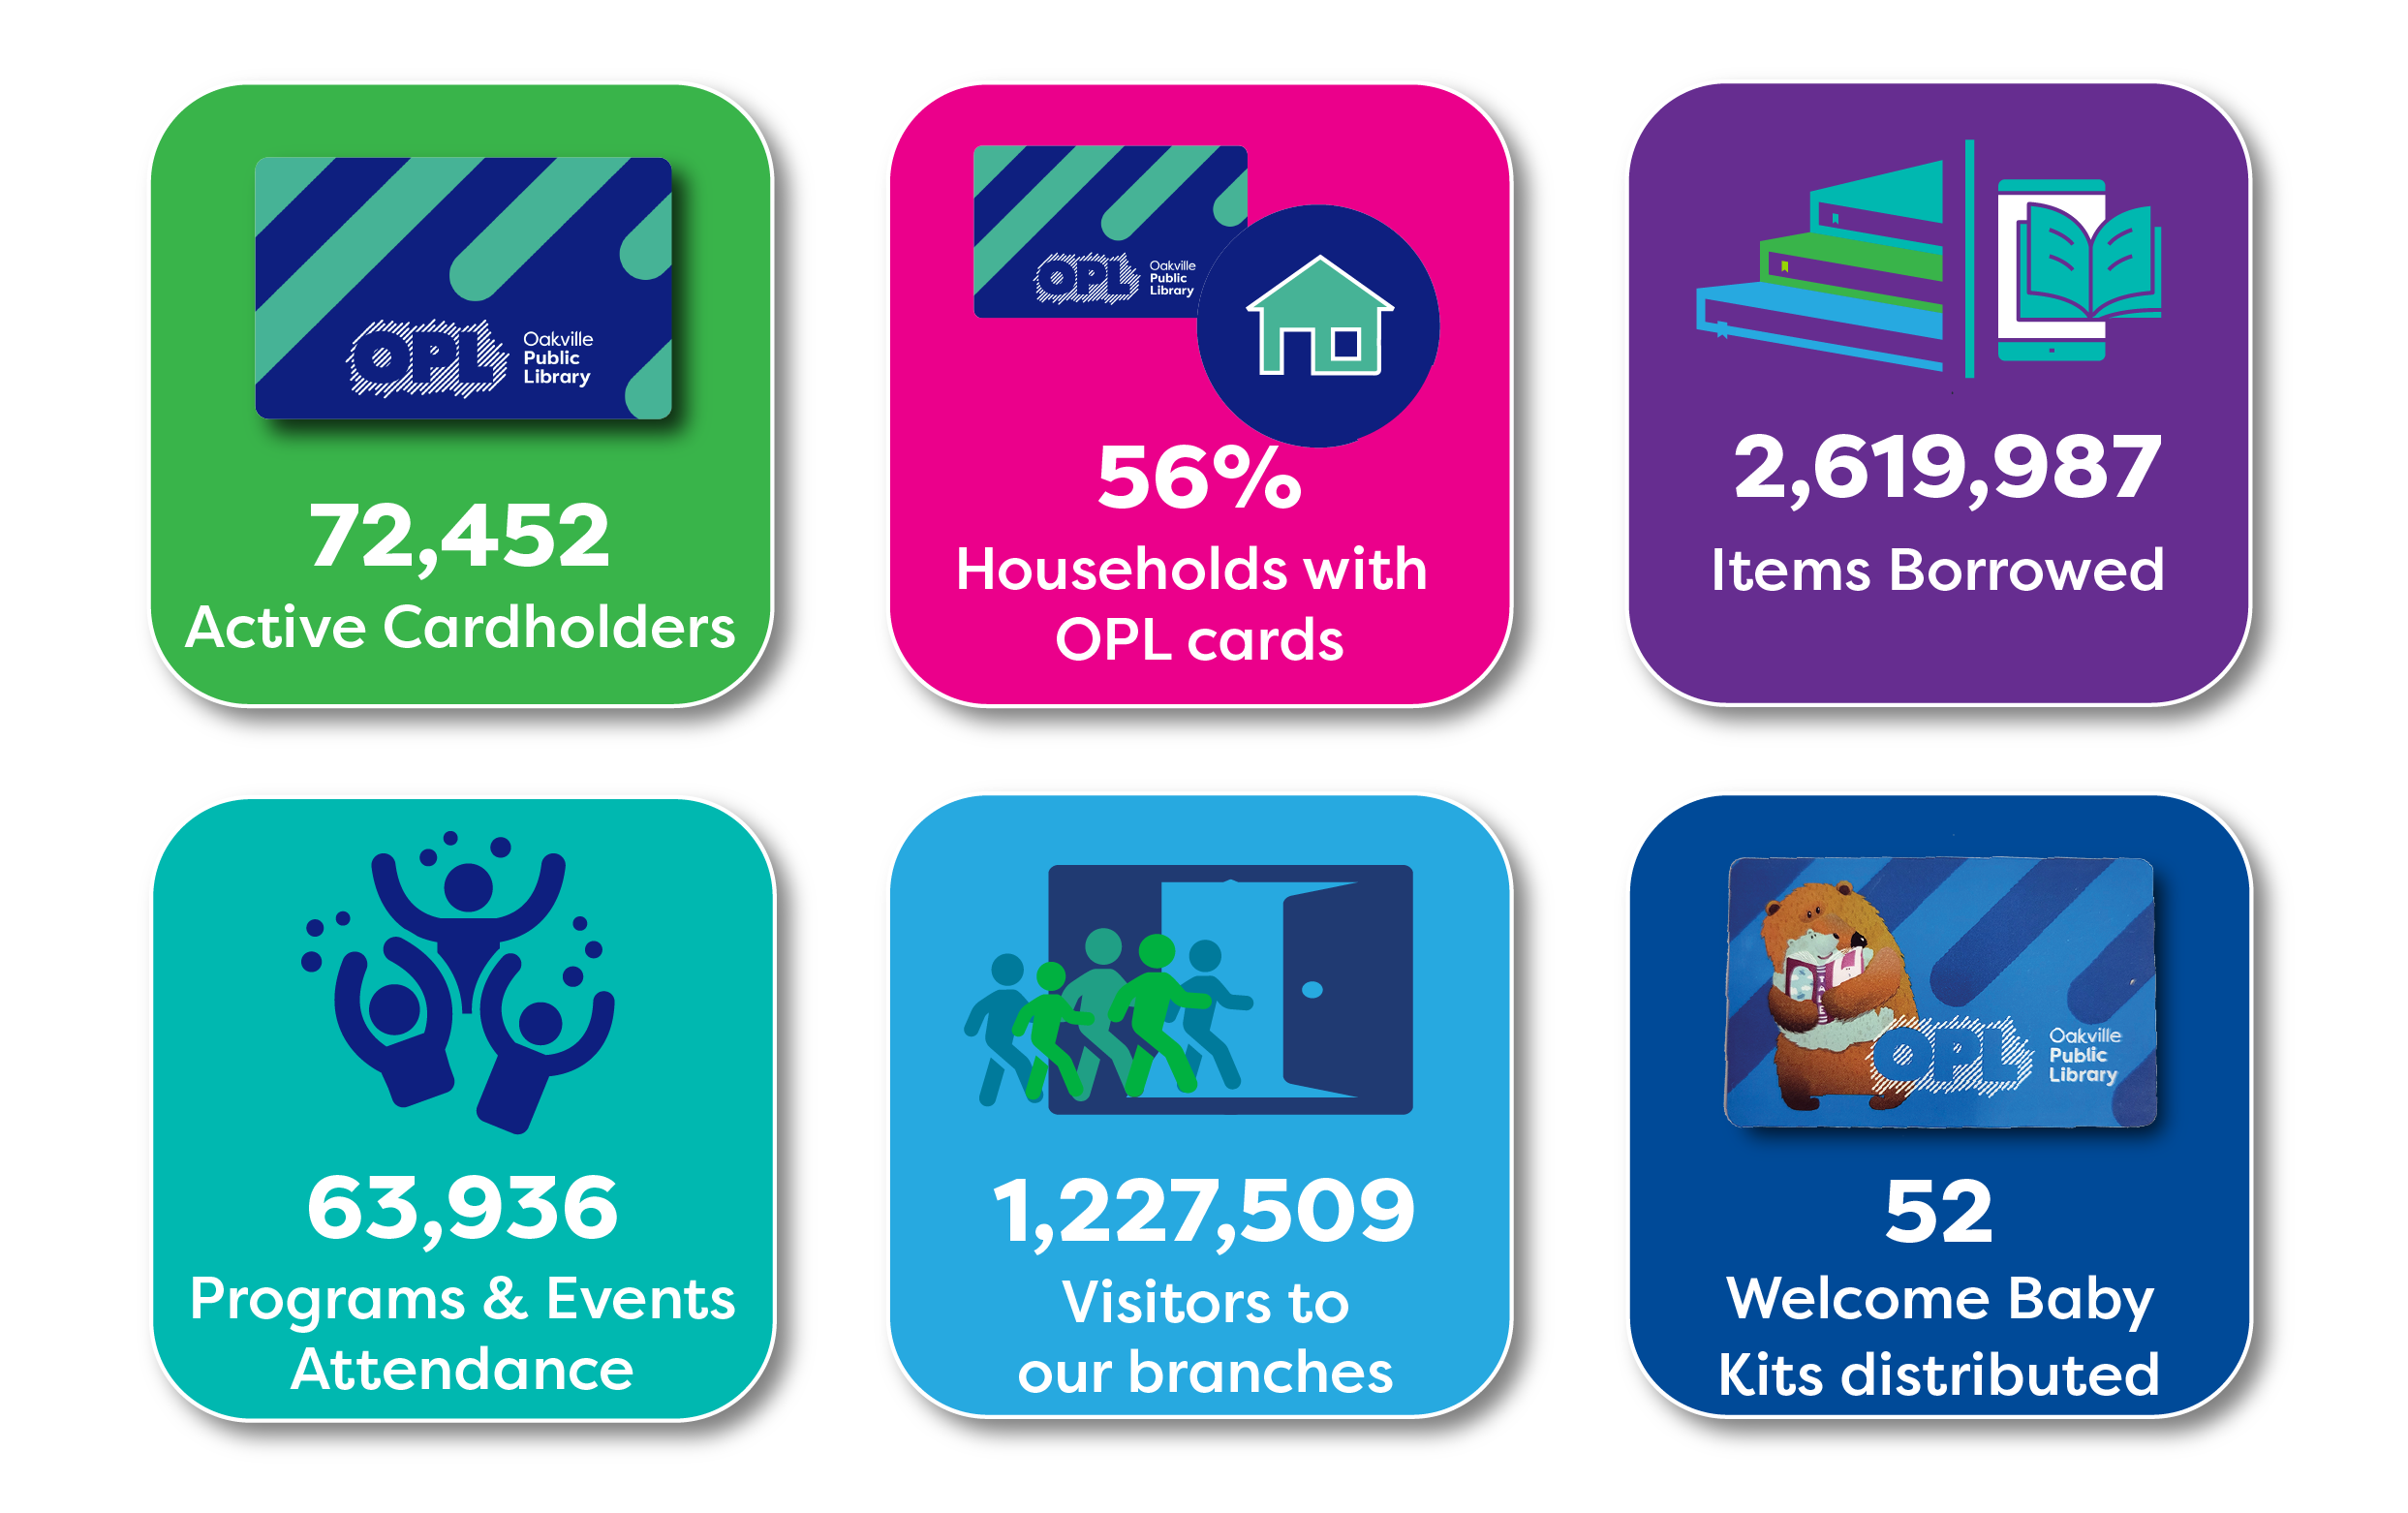 OPL
Oakville
Public
Library
72,452
Active Cardholders
OPL
Oakville
Public
Library
56%
Households with
OPL cards
2,619,987
Items Borrowed
63,936
Programs & Events
Attendance
1,227,509
Visitors to
our branches
TALE
OPL
Oakville
Public
Library
52
Welcome Baby
Kits distributed